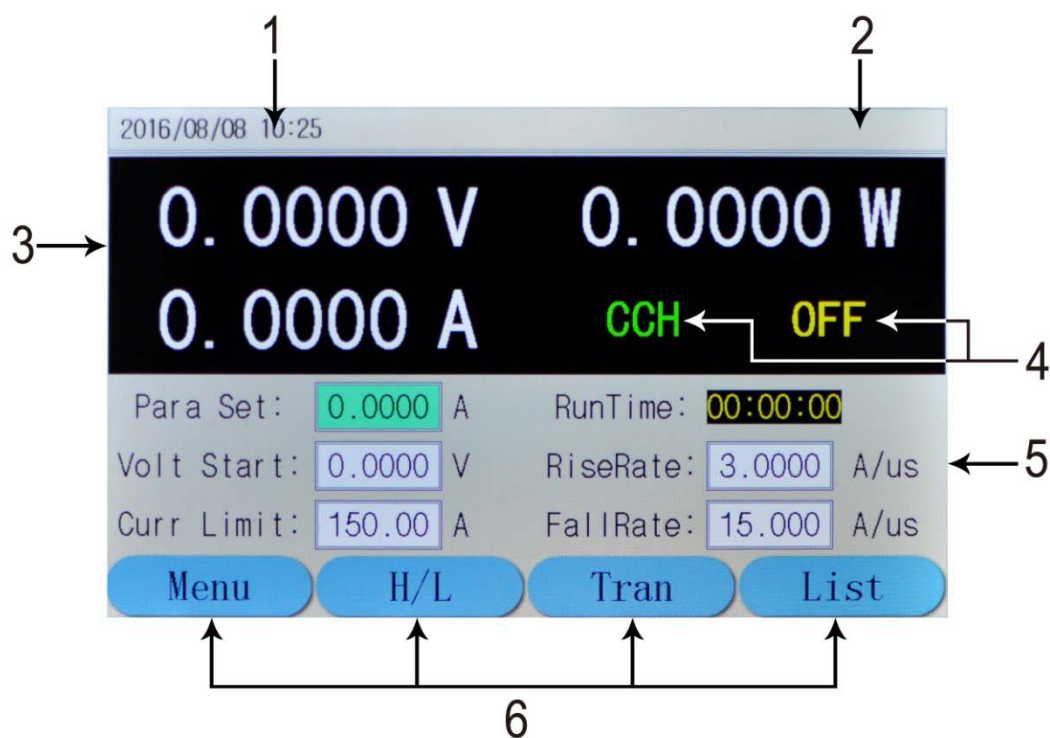 1 2
2016/08/08 10:25
3
0.0000 V 0.0000 W
0.0000 A CCH OFF
4
Para Set: 0.0000 A RunTime: 00:00:00
Volt Start: 0.0000 V RiseRate: 3.0000 A/us
5
Curr Limit: 150.00 A FallRate: 15.000 A/us
Menu H/L Tran List
6